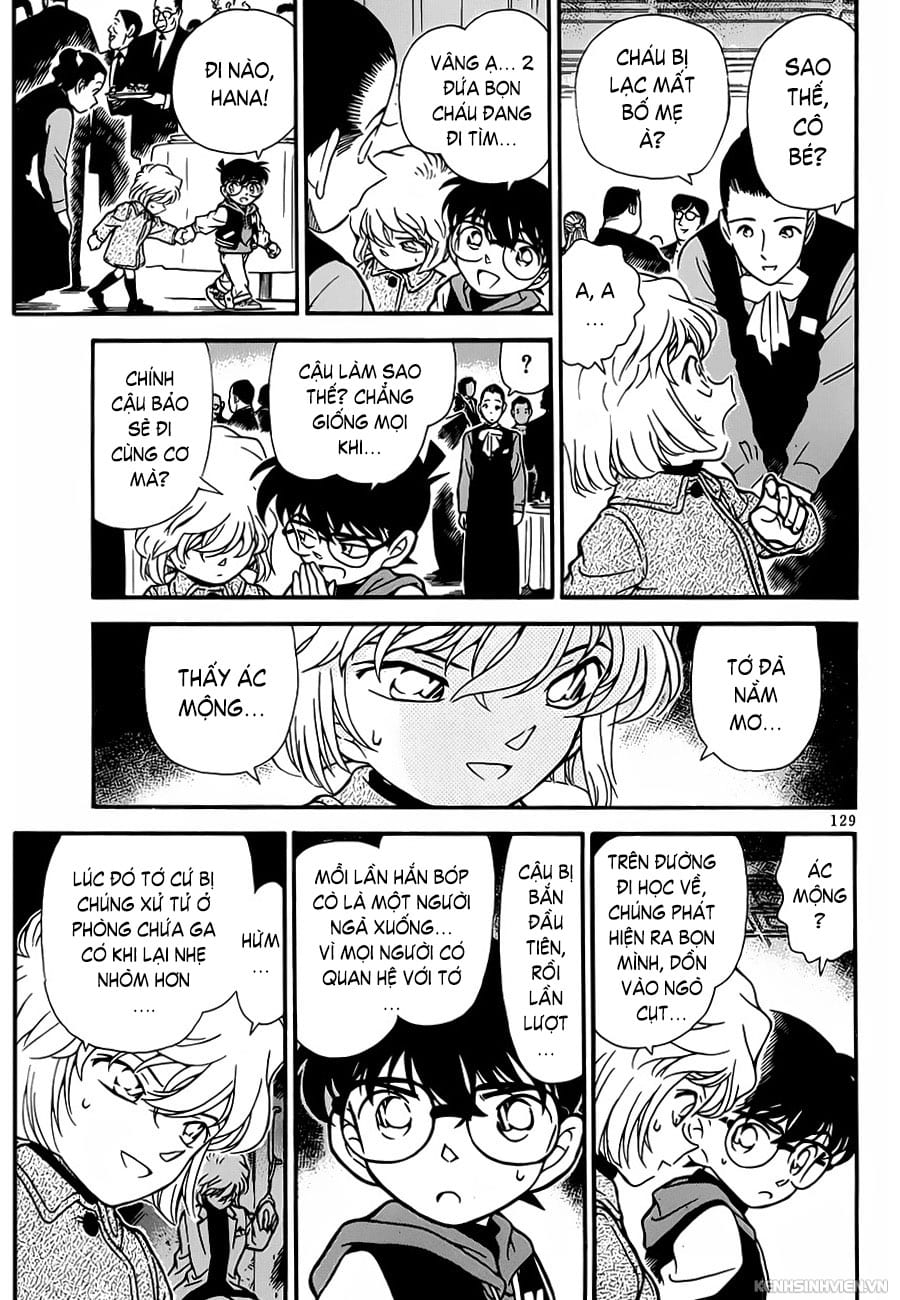 SAO
THẾ, CÔ
BÉ?
CHÁU BỊ
LẠC MẤT
BỐ MẸ
À?
A, A
...
VÂNG Ạ... 2
ĐỨA BỌN
CHÁU ĐANG
ĐI TÌM...
ĐI NÀO,
HANA!
?
CẬU LÀM SAO
THẾ? CHẲNG
GIỐNG MỌI
KHI...
CHÍNH
CẬU BẢO
SẼ ĐI
CÙNG CƠ
MÀ?
TỚ ĐÃ
NẰM
MƠ...
THẤY ÁC
MỘNG...
129
ÁC
MỘNG
?
TRÊN ĐƯỜNG
ĐI HỌC VỀ,
CHÚNG PHÁT
HIỆN RA BỌN
MÌNH, DỒN
VÀO NGÕ
CỤT...
CẬU BỊ
BẮN
ĐẦU
TIÊN,
RỒI
LẦN
LƯỢT
...
MỖI LẦN HẮN BÓP
CÒ LÀ MỘT NGƯỜI
NGÃ XUỐNG...
VÌ MỌI NGƯỜI CÓ
QUAN HỆ VỚI TỚ
...
HỪM
...
LÚC ĐÓ TỚ CỨ BỊ
CHÚNG XỬ TỬ Ở
PHÒNG CHỨA GA
CÓ KHI LẠI NHẸ
NHÕM HƠN
....
KENHSINHVIEN.VN